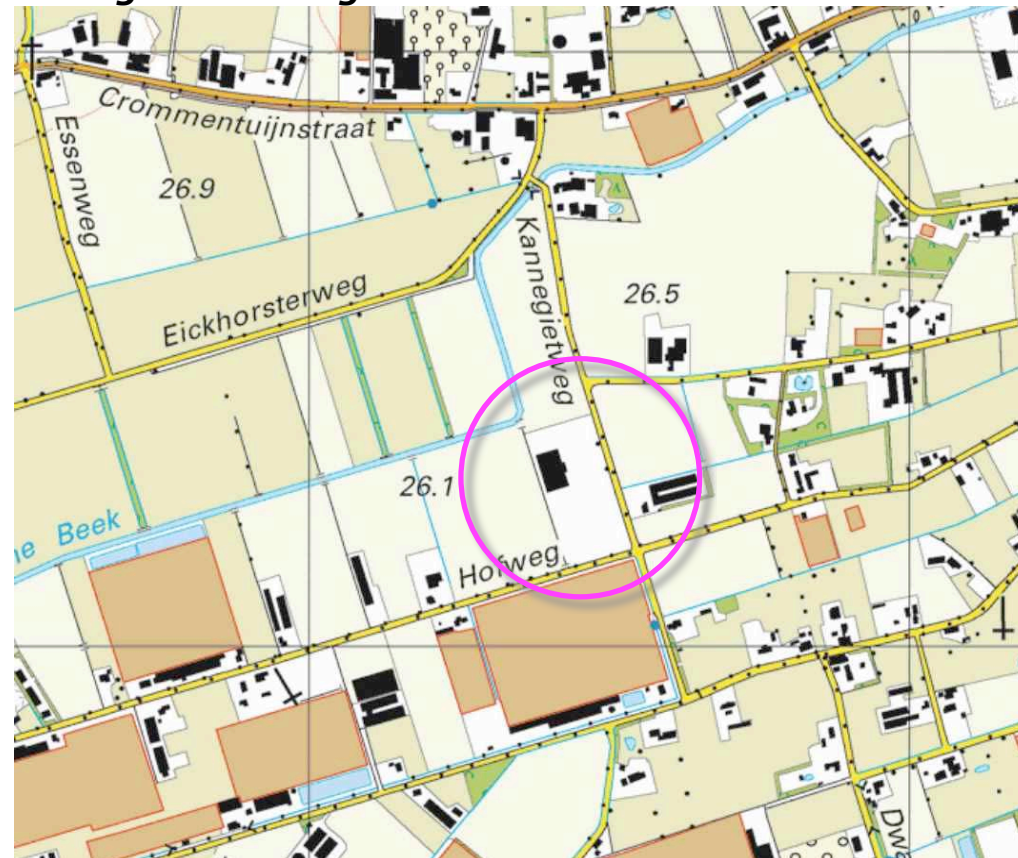 Crommentuijnstraat
Essenweg
26.9
Kannegietweg
Eickhorsterweg
26.5
26.1
Beek
Hofweg